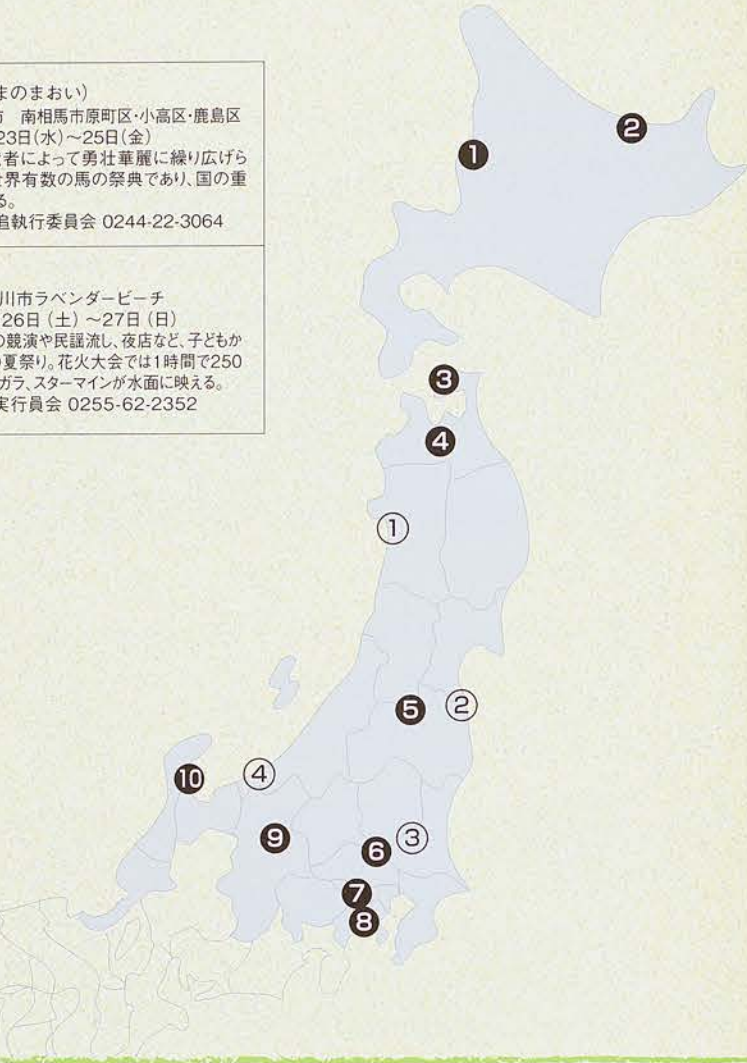 まのまおい)
市 南相馬市原町区・小高区・鹿島区
23日(水)〜25日(金)
者によって勇壮華麗に繰り広げら
世界有数の馬の祭典であり、国の重
る。
追執行委員会 0244-22-3064
川市ラベンダービーチ
26日(土)〜27日(日)
の競演や民謡流し、夜店など、子どもか
夏祭り。花火大会では1時間で250
ガラ、スターマインが水面に映える。
実行員会 0255-62-2352
❶
❷
❸
❹
①
❺
②
④
❿
❾
❻
③
❼
❽